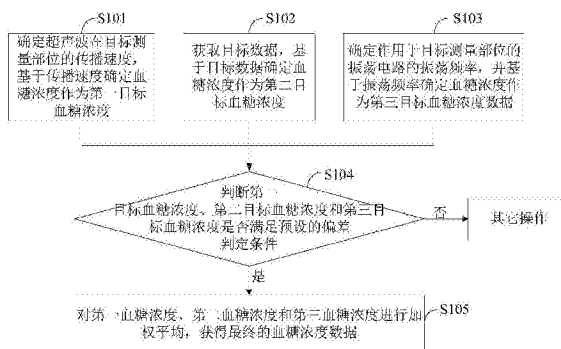 S101
确定超声波在目标测
量部位的传播速度，
基于传播速度确定血
糖浓度作为第一目标
血糖浓度
S102
获取目标数据，基
于目标数据确定血
糖浓度作为第二目
标血糖浓度
S103
确定作用于目标测量部位的
振荡电路的振荡频率，并基
于振荡频率确定血糖浓度作
为第三目标血糖浓度数据
S104
判断第一
目标血糖浓度、第二目标血糖浓度和第三目
标血糖浓度是否满足预设的偏差
判定条件
否
其它操作
是
S105
对第一血糖浓度、第二血糖浓度和第三血糖浓度进行加
权平均，获得最终的血糖浓度数据